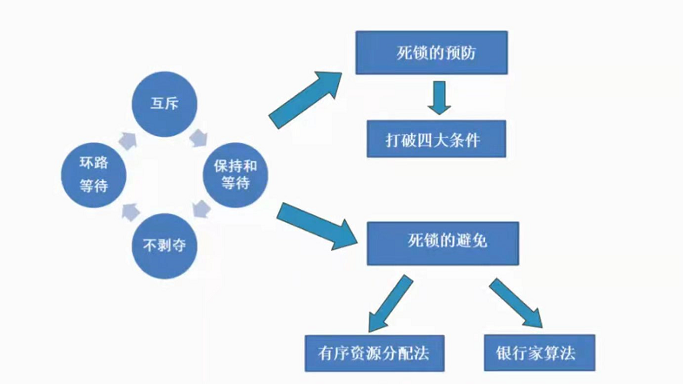 互斥
保持和
等待
不剥夺
环路
等待
死锁的预防
打破四大条件
死锁的避免
有序资源分配法
银行家算法